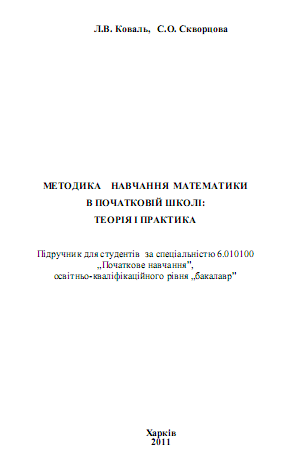 Л.В. Коваль, С.О. Скворцова
МЕТОДИКА НАВЧАННЯ МАТЕМАТИКИ
В ПОЧАТКОВІЙ ШКОЛІ:
ТЕОРІЯ І ПРАКТИКА
Підручник для студентів за спеціальністю 6.010100
„Початкове навчання",
освітньо-кваліфікаційного рівня „бакалавр"
Харків
2011